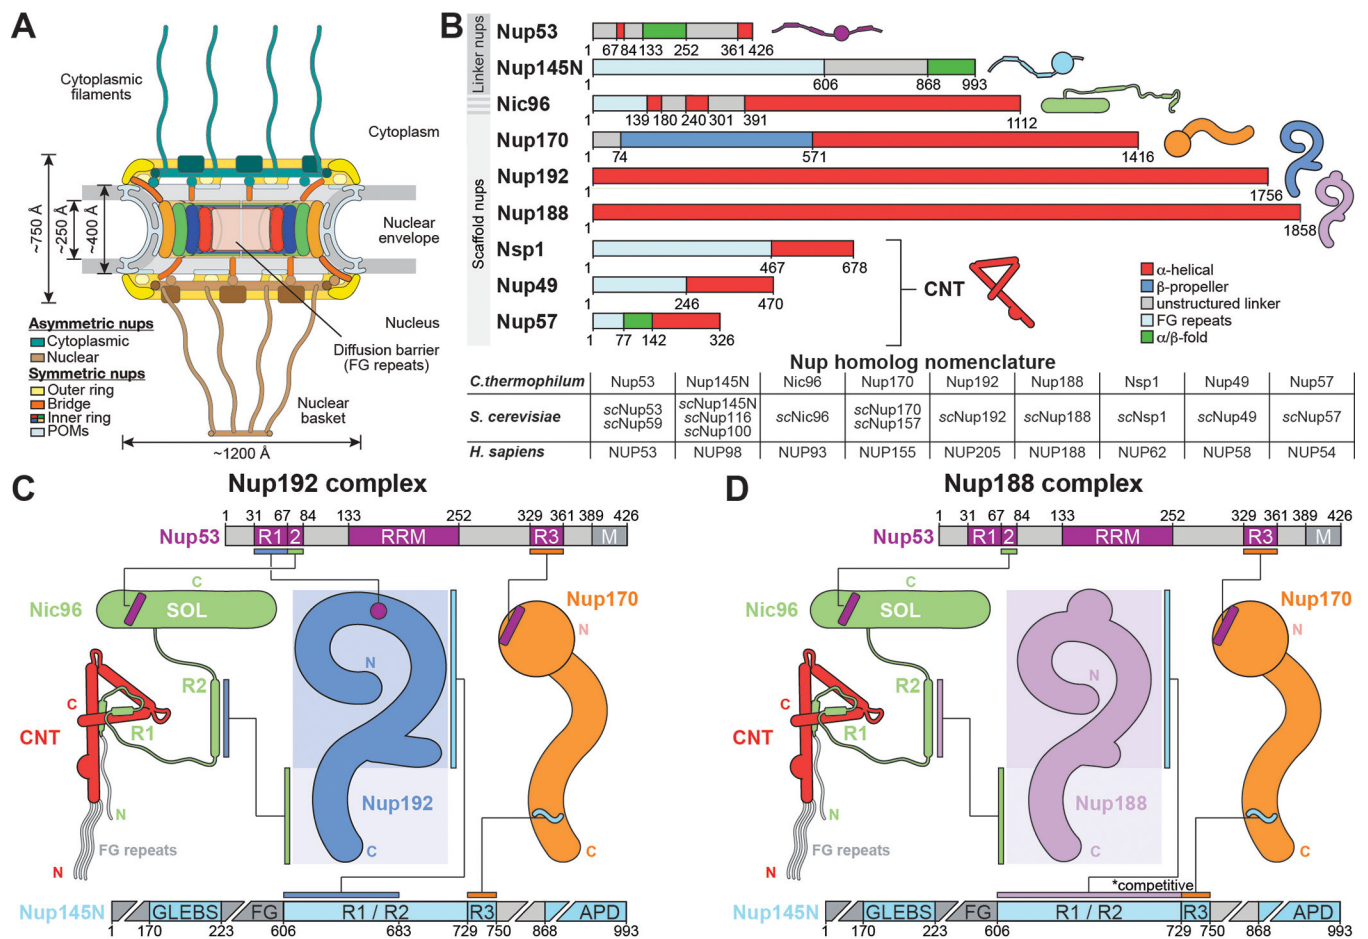 A
Cytoplasmic
filaments
Cytoplasm
~750 Å
~250 Å
~400 Å
Nuclear
envelope
Nucleus
Diffusion barrier
(FG repeats)
Nuclear
basket
~1200 Å
Asymmetric nups
Cytoplasmic
Nuclear
Symmetric nups
Outer ring
Bridge
Inner ring
POMs
B
Linker nups
Scaffold nups
Nup53
1 67 84 133 252 361 426
Nup145N
1 606 868 993
Nic96
1 139 180 240 301 391 1112
Nup170
1 74 571 1416
Nup192
1 1756
Nup188
1 1858
Nsp1
1 467 678
Nup49
1 246 470
Nup57
1 77 142 326
CNT
α-helical
β-propeller
unstructured linker
FG repeats
α/β-fold
Nup homolog nomenclature
C.thermophilum Nup53 Nup145N Nic96 Nup170 Nup192 Nup188 Nsp1 Nup49 Nup57
S. cerevisiae scNup53 scNup59 scNup145N scNup116 scNup100 scNic96 scNup170 scNup157 scNup192 scNup188 scNsp1 scNup49 scNup57
H. sapiens NUP53 NUP98 NUP93 NUP155 NUP205 NUP188 NUP62 NUP58 NUP54
C
Nup192 complex
1 31 67 84 133 252 329 361 389 426
Nup53 R1 2 RRM R3 M
C
Nic96 SOL
Nup170
N
N
R2
C
R1
CNT
Nup192
N
FG repeats
C
C
N
*Nup145N GLEBS FG R1 / R2 R3 APD
1 170 223 606 683 729 750 868 993
D
Nup188 complex
1 31 67 84 133 252 329 361 389 426
Nup53 R1 2 RRM R3 M
C
Nic96 SOL
Nup170
N
N
R2
C
R1
CNT
Nup188
N
FG repeats
C
C
N
*competitive
Nup145N GLEBS FG R1 / R2 R3 APD
1 170 223 606 729 750 868 993